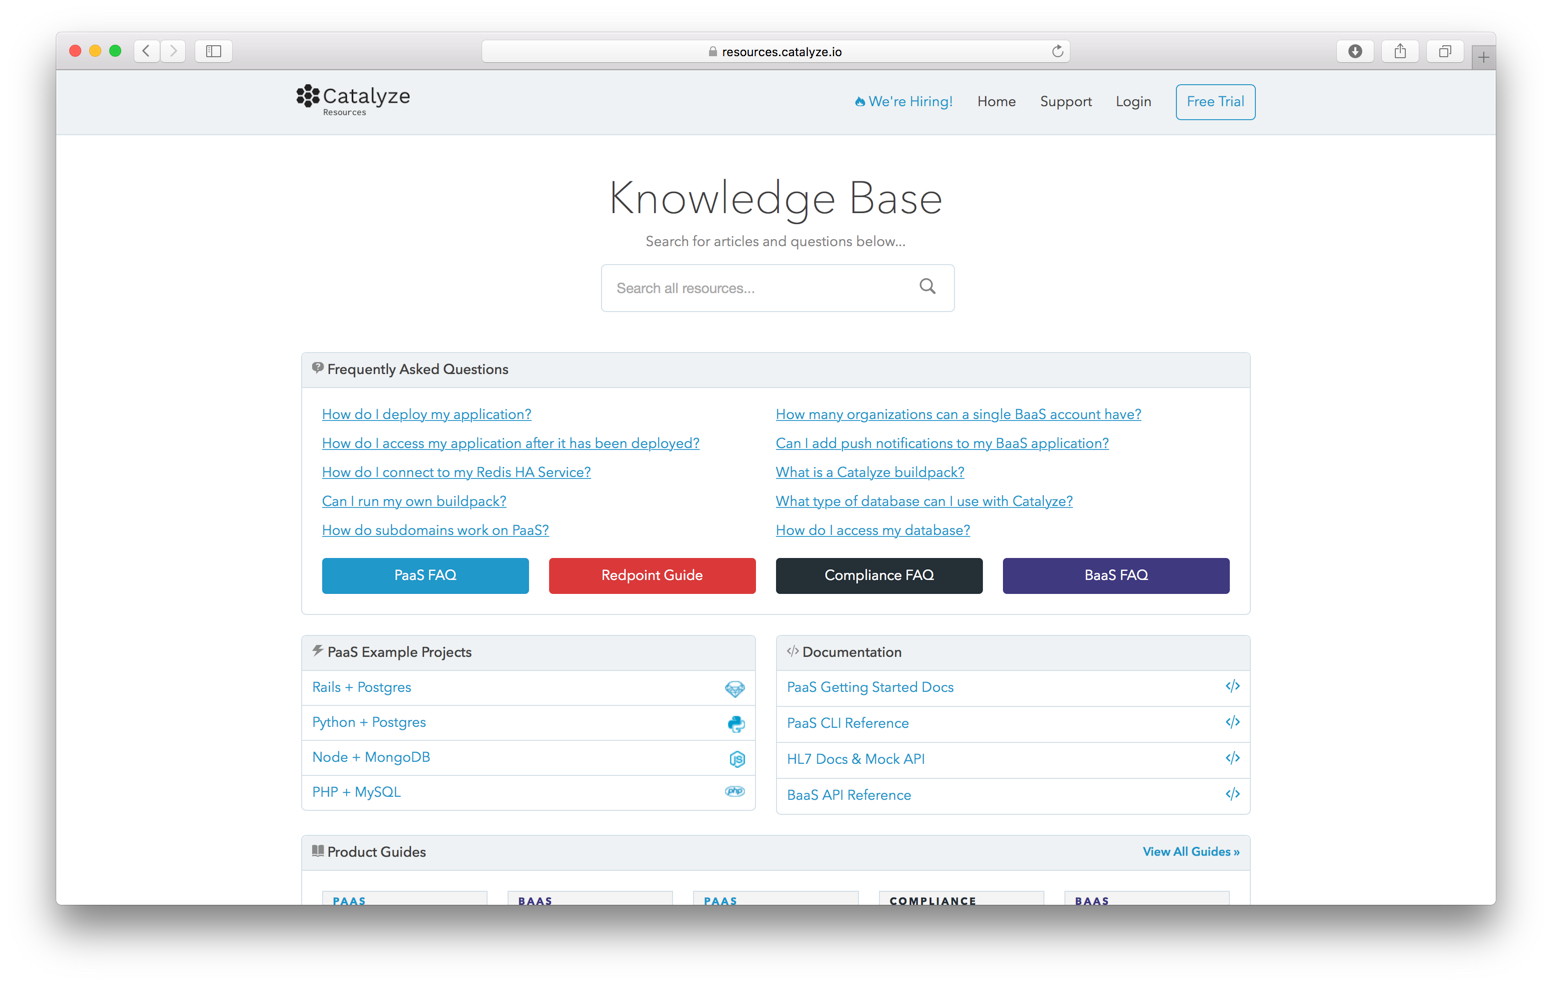 resources.catalyze.io
Catalyze
Resources
We're Hiring!
Home
Support
Login
Free Trial
Knowledge Base
Search for articles and questions below...
Search all resources...
Frequently Asked Questions
How do I deploy my application?
How do I access my application after it has been deployed?
How do I connect to my Redis HA Service?
Can I run my own buildpack?
How do subdomains work on PaaS?
How many organizations can a single BaaS account have?
Can I add push notifications to my BaaS application?
What is a Catalyze buildpack?
What type of database can I use with Catalyze?
How do I access my database?
PaaS FAQ
Redpoint Guide
Compliance FAQ
BaaS FAQ
PaaS Example Projects
Rails + Postgres
Python + Postgres
Node + MongoDB
JS
PHP + MySQL
php
</> Documentation
PaaS Getting Started Docs </>
PaaS CLI Reference </>
HL7 Docs & Mock API </>
BaaS API Reference </>
Product Guides
View All Guides »
PAAS
BAAS
PAAS
COMPLIANCE
BAAS